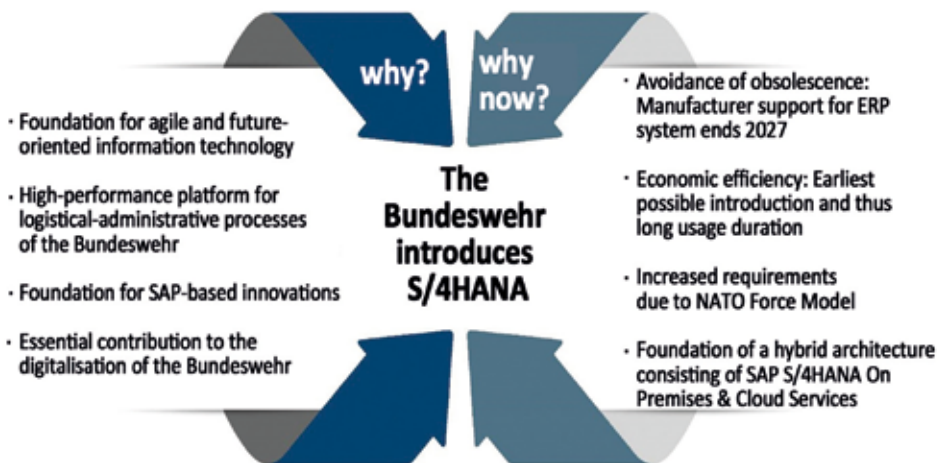 why?
why
now?
· Foundation for agile and future-
oriented information technology
· High-performance platform for
logistical-administrative processes
of the Bundeswehr
· Foundation for SAP-based innovations
· Essential contribution to the
digitalisation of the Bundeswehr
The
Bundeswehr
introduces
S/4HANA
· Avoidance of obsolescence:
Manufacturer support for ERP
system ends 2027
· Economic efficiency: Earliest
possible introduction and thus
long usage duration
· Increased requirements
due to NATO Force Model
· Foundation of a hybrid architecture
consisting of SAP S/4HANA On
Premises & Cloud Services